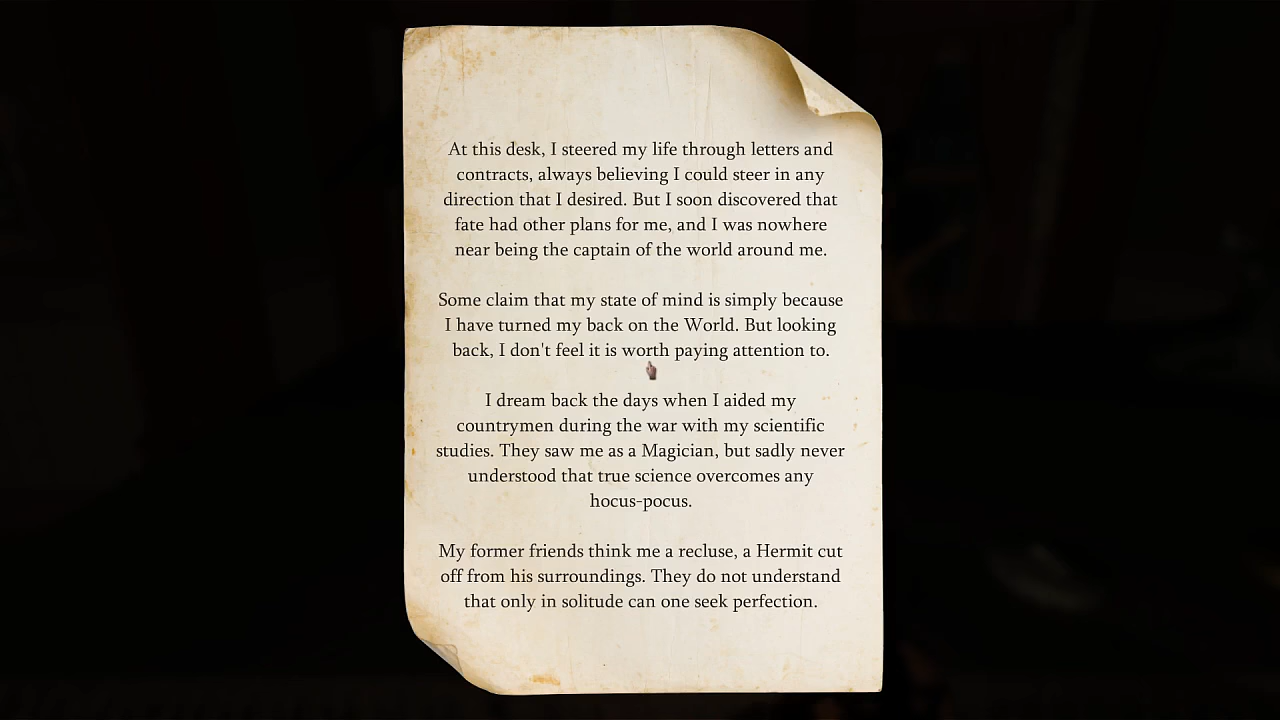 At this desk, I steered my life through letters and
contracts, always believing I could steer in any
direction that I desired. But I soon discovered that
fate had other plans for me, and I was nowhere
near being the captain of the world around me.
Some claim that my state of mind is simply because
I have turned my back on the World. But looking
back, I don't feel it is worth paying attention to.
I dream back the days when I aided my
countrymen during the war with my scientific
studies. They saw me as a Magician, but sadly never
understood that true science overcomes any
hocus-pocus.
My former friends think me a recluse, a Hermit cut
off from his surroundings. They do not understand
that only in solitude can one seek perfection.